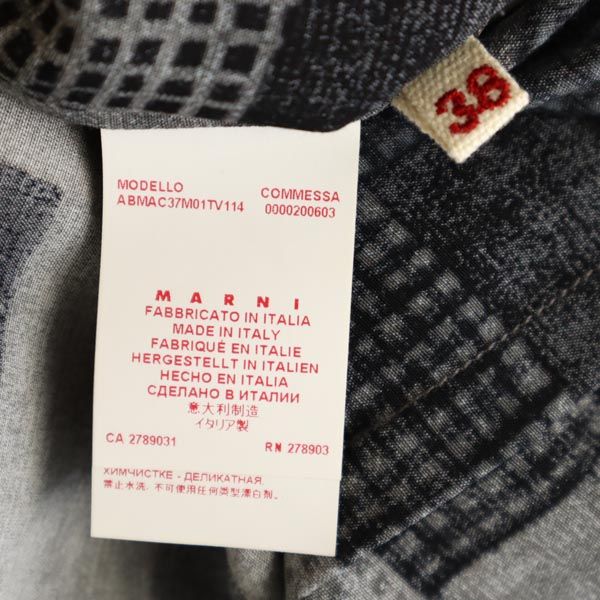 38
MODELLO COMMESSA
ABMAC37M01TV114 0000200603
MARNI
FABBRICATO IN ITALIA
MADE IN ITALY
FABRIQUÉ EN ITALIE
HERGESTELLT IN ITALIEN
HECHO EN ITALIA
СДЕЛАНО В ИТАЛИИ
意大利制造
イタリア製
CA 2789031 RN 278903
ХИМЧИСТКЕ - ДЕЛИКАТНАЯ.
禁止水洗. 不可使用任何类型漂白剂.